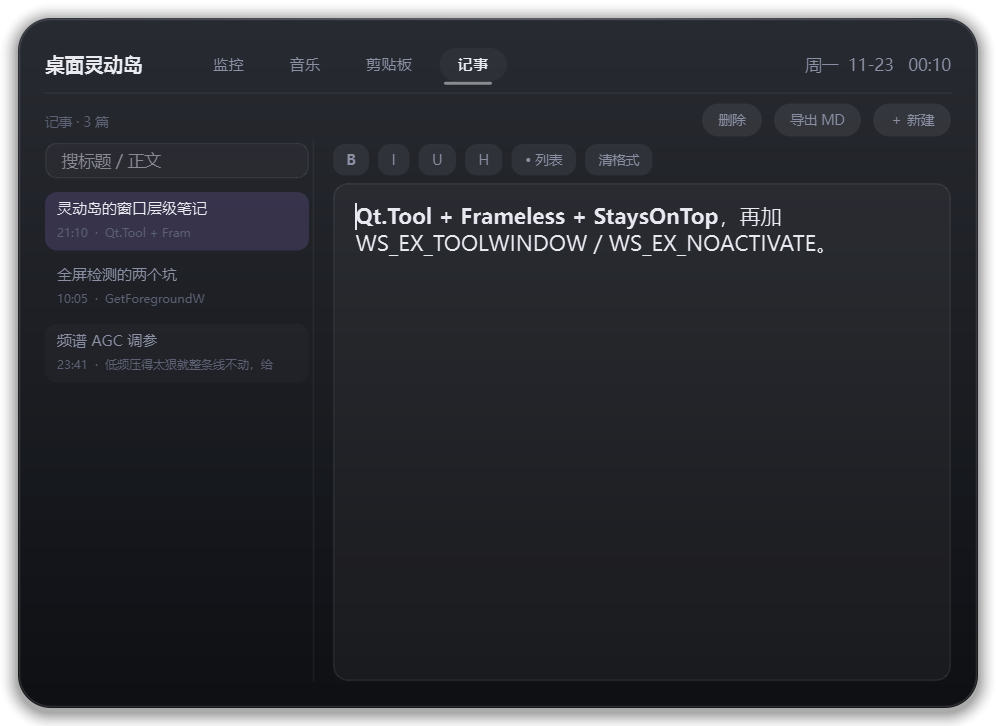 桌面灵动岛 监控 音乐 剪贴板 记事 周一 11-23 00:10
记事 · 3 篇 删除 导出 MD + 新建
搜标题 / 正文
B I U H • 列表 清格式
灵动岛的窗口层级笔记
21:10 · Qt.Tool + Fram
全屏检测的两个坑
10:05 · GetForegroundW
频谱 AGC 调参
23:41 · 低频压得太狠就整条线不动，给
Qt.Tool + Frameless + StaysOnTop，再加
WS_EX_TOOLWINDOW / WS_EX_NOACTIVATE。